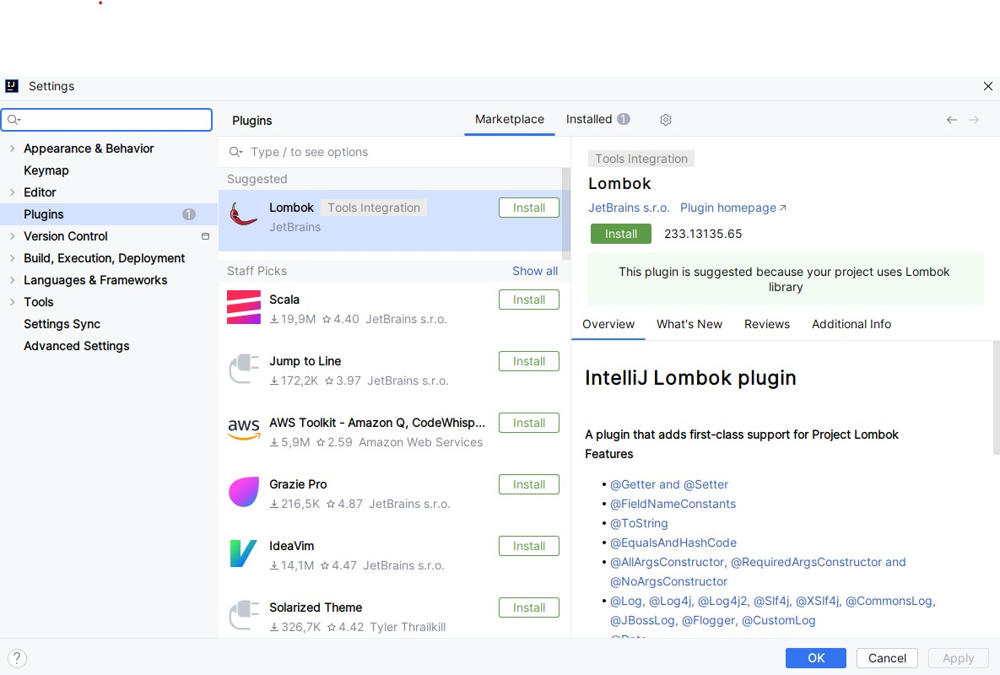 Settings
Plugins
Marketplace
Installed 1
Appearance & Behavior
Keymap
Editor
Plugins 1
Version Control
Build, Execution, Deployment
Languages & Frameworks
Tools
Settings Sync
Advanced Settings
Type / to see options
Suggested
Lombok Tools Integration Install
JetBrains
Staff Picks Show all
Scala Install
19,9M 4.40 JetBrains s.r.o.
Jump to Line Install
172,2K 3.97 JetBrains s.r.o.
aws
AWS Toolkit - Amazon Q, CodeWhisp... Install
5,9M 2.59 Amazon Web Services
Grazie Pro Install
216,5K 4.87 JetBrains s.r.o.
IdeaVim Install
14,1M 4.47 JetBrains s.r.o.
Solarized Theme Install
326,7K 4.42 Tyler Thrailkill
Tools Integration
Lombok
JetBrains s.r.o. Plugin homepage ↗
Install 233.13135.65
This plugin is suggested because your project uses Lombok
library
Overview What's New Reviews Additional Info
IntelliJ Lombok plugin
A plugin that adds first-class support for Project Lombok
Features
• @Getter and @Setter
• @FieldNameConstants
• @ToString
• @EqualsAndHashCode
• @AllArgsConstructor, @RequiredArgsConstructor and
@NoArgsConstructor
• @Log, @Log4j, @Log4j2, @Slf4j, @XSlf4j, @CommonsLog,
@JBossLog, @Flogger, @CustomLog
? OK Cancel Apply